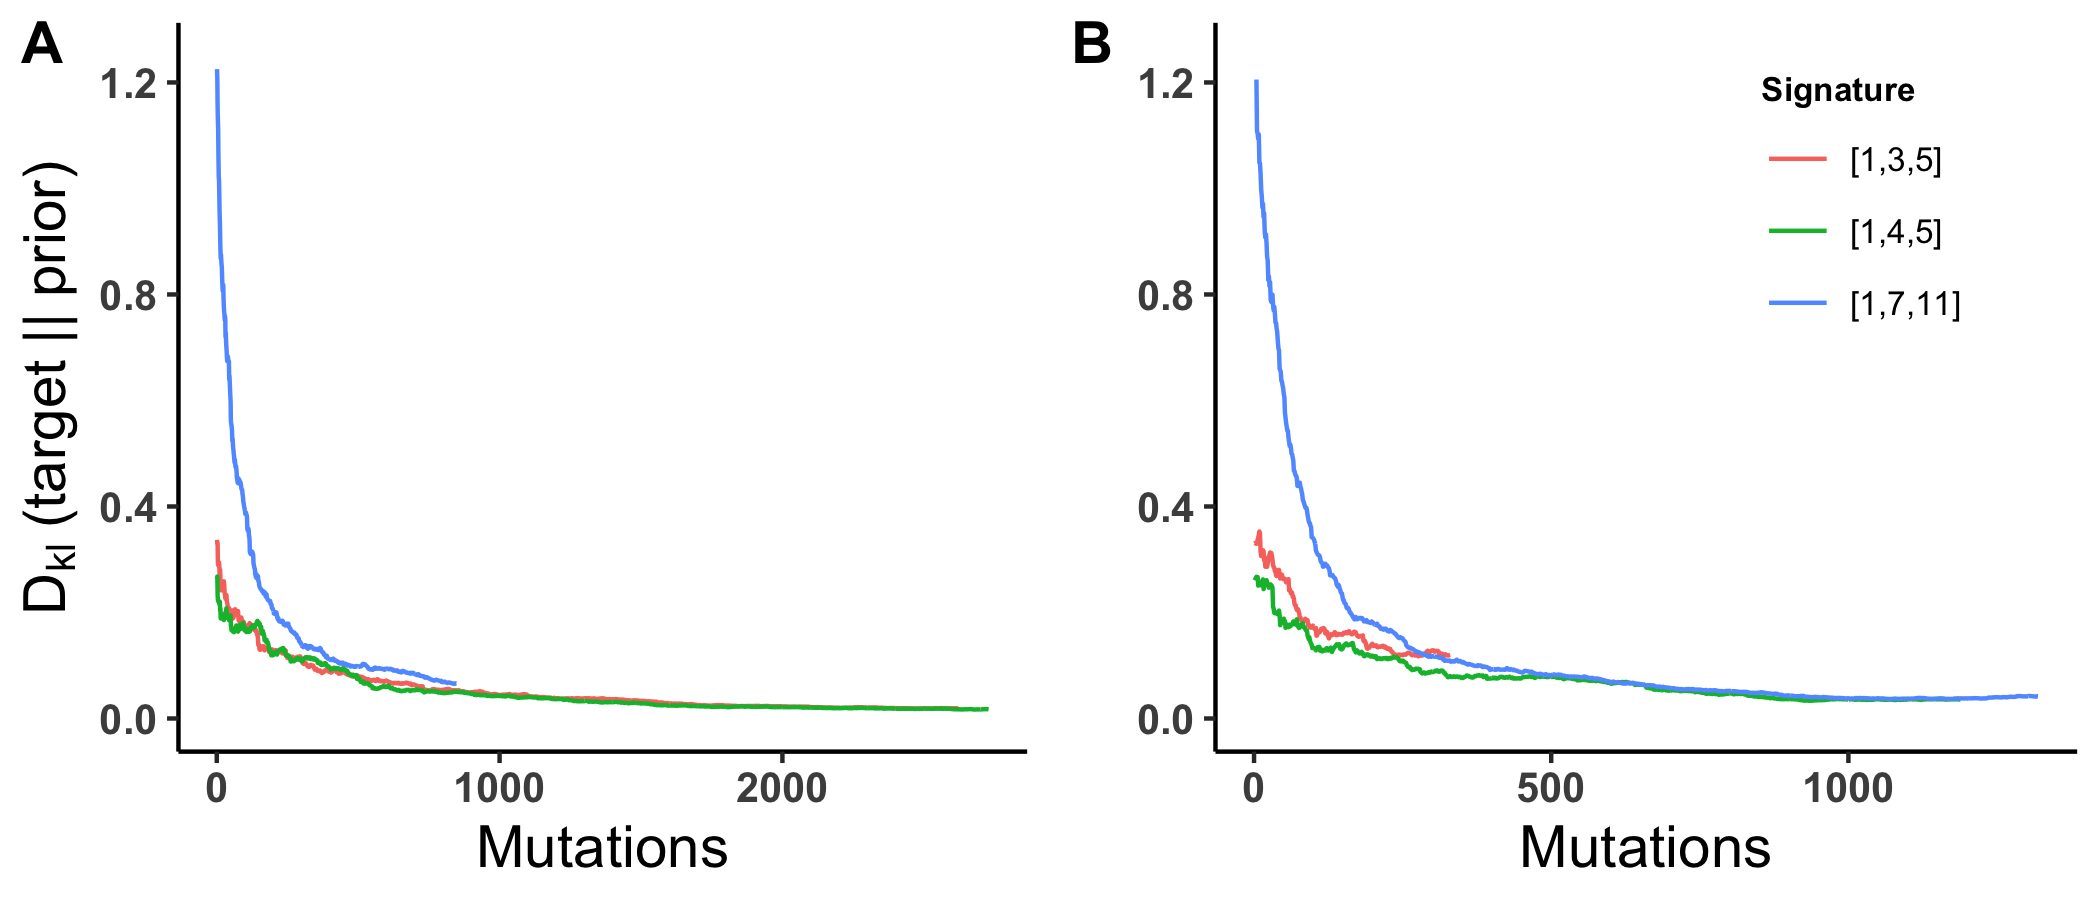 A
1.2
0.8
0.4
0.0
Dkl (target || prior)
0 1000 2000
Mutations
B
1.2
0.8
0.4
0.0
Signature
[1,3,5]
[1,4,5]
[1,7,11]
0 500 1000
Mutations